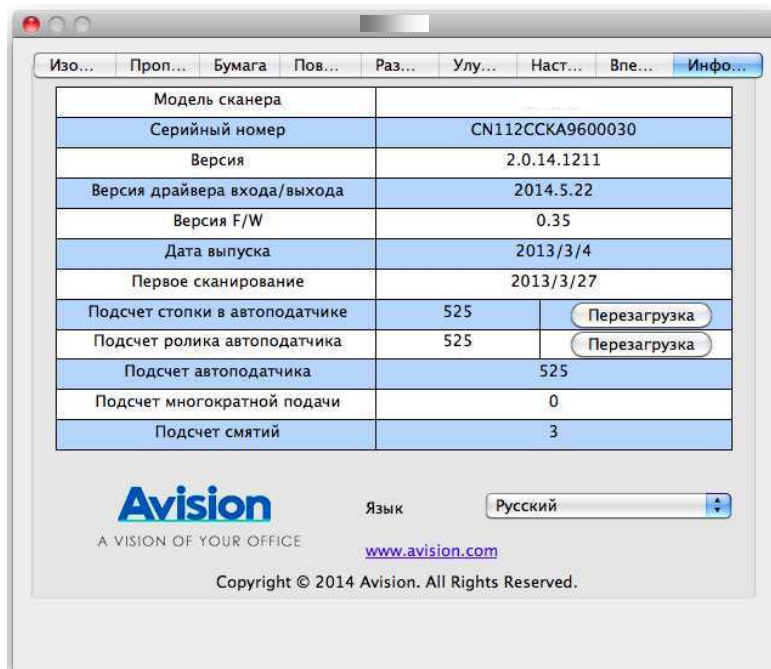 Изо... Проп... Бумага Пов... Раз... Улу... Наст... Впе... Инфо...
Модель сканера
Серийный номер CN112CCKA9600030
Версия 2.0.14.1211
Версия драйвера входа/выхода 2014.5.22
Версия F/W 0.35
Дата выпуска 2013/3/4
Первое сканирование 2013/3/27
Подсчет стопки в автоподатчике 525 Перезагрузка
Подсчет ролика автоподатчика 525 Перезагрузка
Подсчет автоподатчика 525
Подсчет многократной подачи 0
Подсчет смятий 3
Avision
A VISION OF YOUR OFFICE
Язык Русский
www.avision.com
Copyright © 2014 Avision. All Rights Reserved.